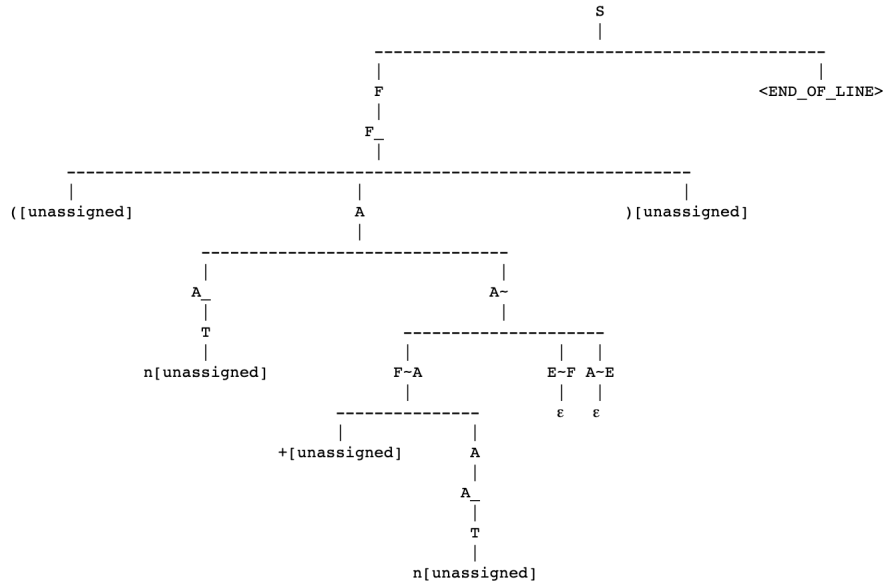 S
F <END_OF_LINE>
F_
([unassigned] A )[unassigned]
A_ A~
T
n[unassigned] F~A E~F A~E
ε ε
+[unassigned] A
A_
T
n[unassigned]